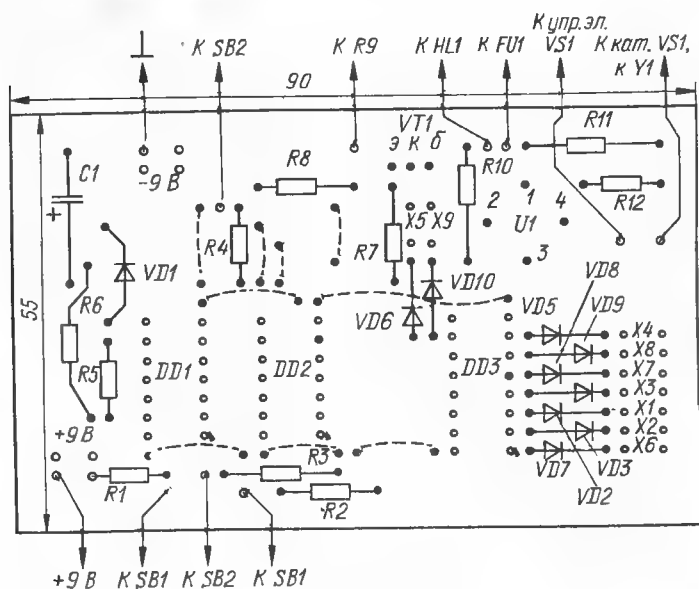 К упр.эл.
К SB2 К R9 К HL1 К FU1 VS1 К кат. VS1,
к Y1
90
VT1
э к б
R11
C1
-9 В
R8
R10
1
R12
+
2
4
R4
X5 X9
U1
R7
3
VD1
VD10
VD8
R6
VD6
VD5
VD9
55
X4
X8
R5
DD1
DD2
DD3
X7
X3
X1
+9 В
X2
R3
X6
R1
VD7
VD3
R2
VD2
+9 В К SB1 К SB2 К SB1